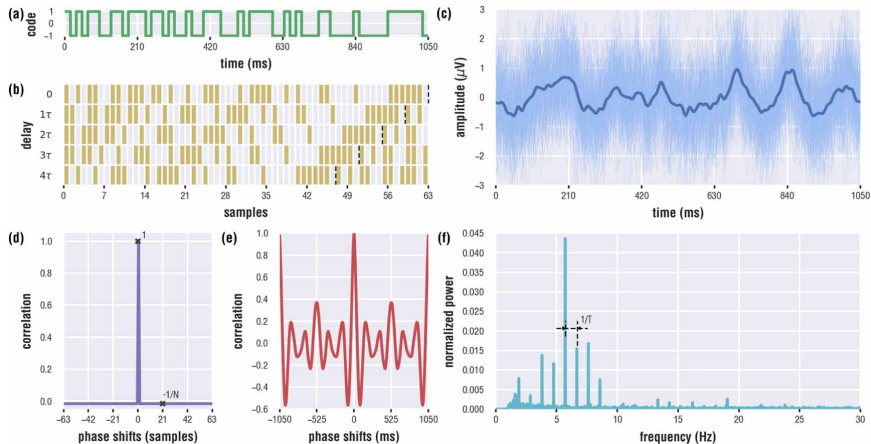 (a)
code
1
0
−1
0 210 420 630 840 1050
time (ms)
(b)
delay
0
1τ
2τ
3τ
4τ
0 7 14 21 28 35 42 49 56 63
samples
(c)
amplitude (μV)
3
2
1
0
−1
−2
−3
0 210 420 630 840 1050
time (ms)
(d)
correlation
1.0
0.8
0.6
0.4
0.2
0.0
1
-1/N
−63 −42 −21 0 21 42 63
phase shifts (samples)
(e)
correlation
1.0
0.8
0.6
0.4
0.2
0.0
−0.2
−0.4
−0.6
−1050 −525 0 525 1050
phase shifts (ms)
(f)
normalized power
0.045
0.040
0.035
0.030
0.025
0.020
0.015
0.010
0.005
0.000
1/T
0 5 10 15 20 25 30
frequency (Hz)